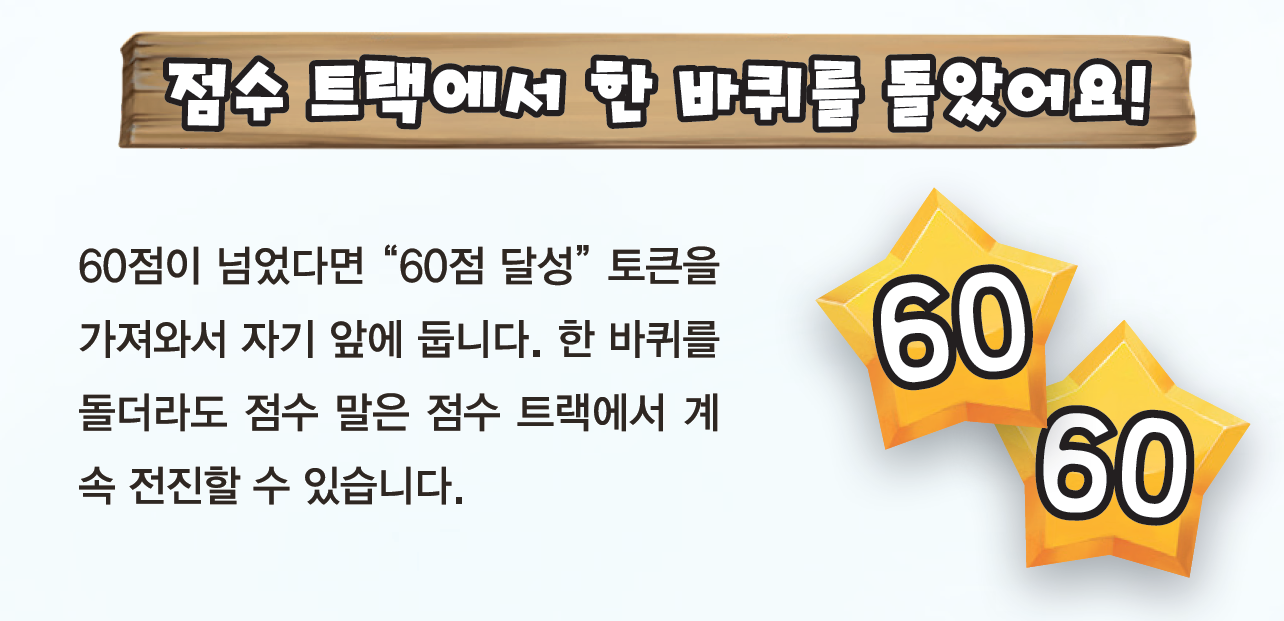 점수 트랙에서 한 바퀴를 돌았어요!
60점이 넘었다면 “60점 달성” 토큰을
가져와서 자기 앞에 둡니다. 한 바퀴를
돌더라도 점수 말은 점수 트랙에서 계
속 전진할 수 있습니다.
60
60